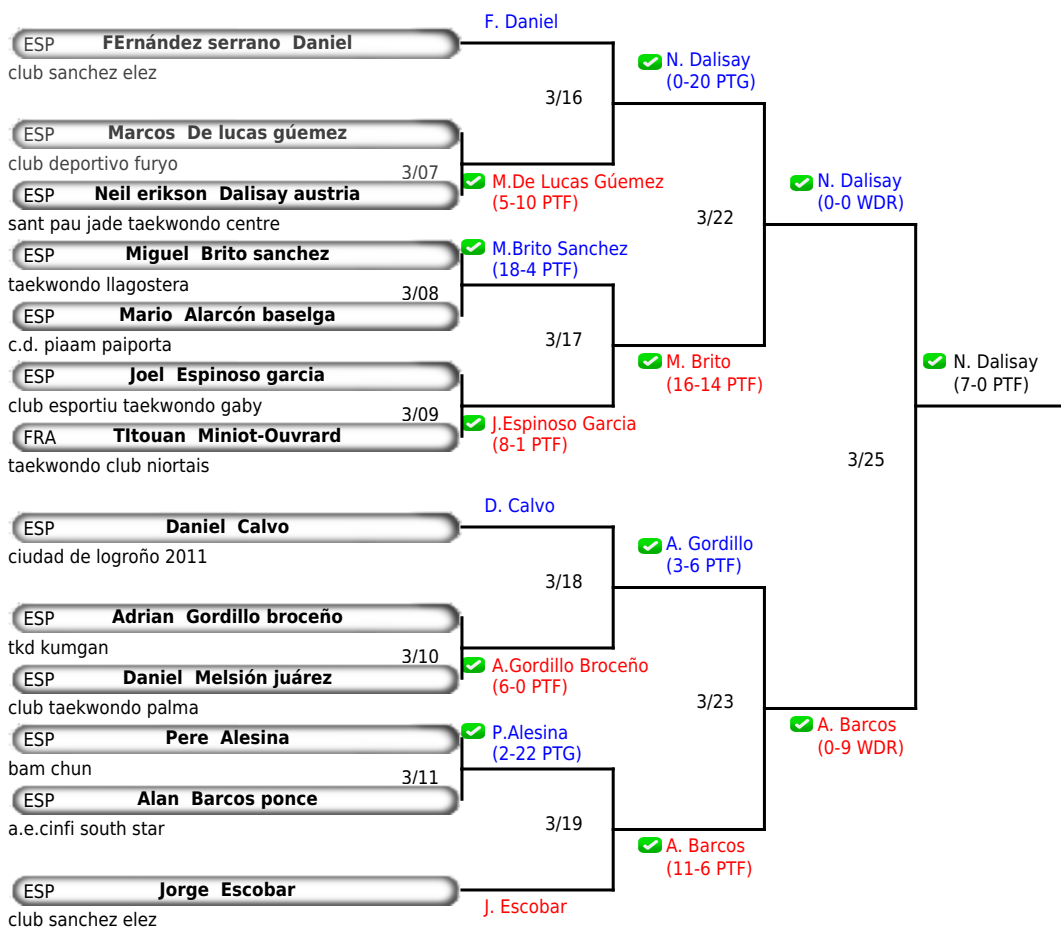 F. Daniel
ESP FErnández serrano Daniel
club sanchez elez
N. Dalisay
(0-20 PTG)
3/16
ESP Marcos De lucas gúemez
club deportivo furyo
3/07
M.De Lucas Gúemez
(5-10 PTF)
N. Dalisay
(0-0 WDR)
ESP Neil erikson Dalisay austria
sant pau jade taekwondo centre
3/22
ESP Miguel Brito sanchez
M.Brito Sanchez
(18-4 PTF)
taekwondo llagostera
3/08
ESP Mario Alarcón baselga
c.d. piaam paiporta
3/17
M. Brito
(16-14 PTF)
N. Dalisay
(7-0 PTF)
ESP Joel Espinoso garcia
club esportiu taekwondo gaby
3/09
J.Espinoso Garcia
(8-1 PTF)
FRA TItouan Miniot-Ouvrard
taekwondo club niortais
3/25
D. Calvo
ESP Daniel Calvo
ciudad de logroño 2011
A. Gordillo
(3-6 PTF)
3/18
ESP Adrian Gordillo broceño
tkd kumgan
3/10
A.Gordillo Broceño
(6-0 PTF)
ESP Daniel Melsión juárez
club taekwondo palma
3/23
A. Barcos
(0-9 WDR)
ESP Pere Alesina
P.Alesina
(2-22 PTG)
bam chun
3/11
ESP Alan Barcos ponce
a.e.cinfi south star
3/19
A. Barcos
(11-6 PTF)
ESP Jorge Escobar
J. Escobar
club sanchez elez